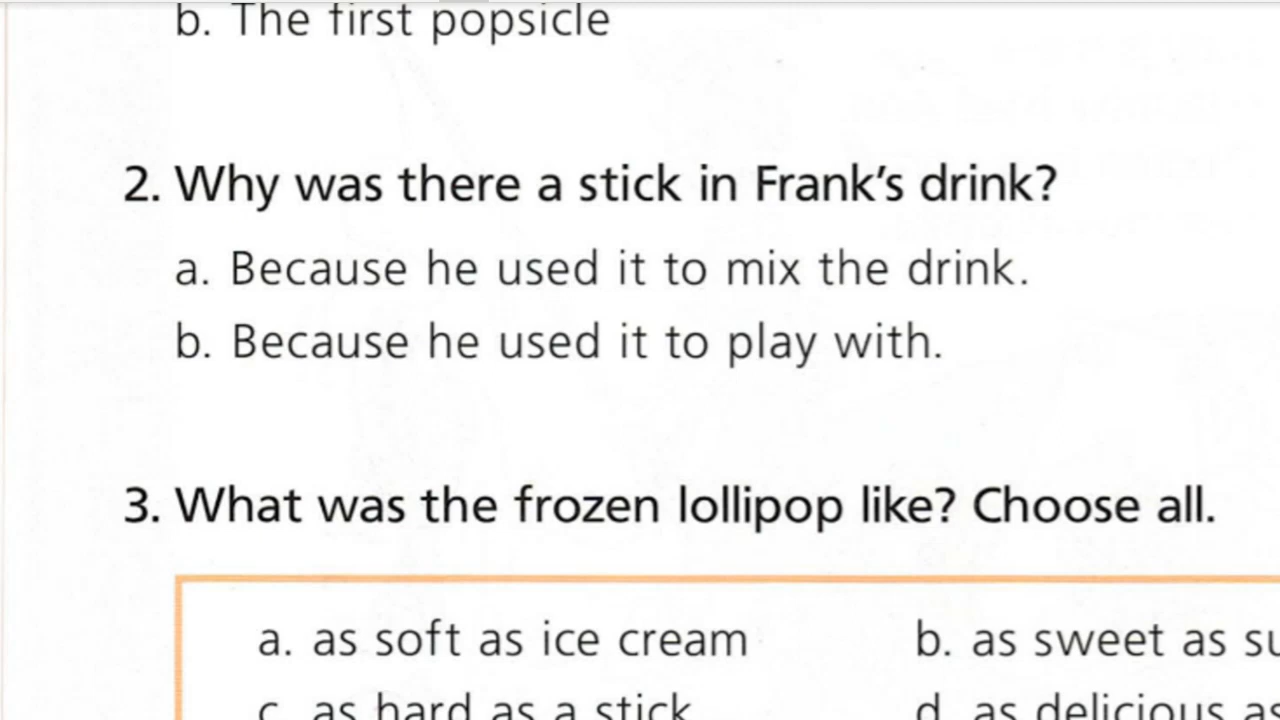 b. The first popsicle
2. Why was there a stick in Frank's drink?
a. Because he used it to mix the drink.
b. Because he used it to play with.
3. What was the frozen lollipop like? Choose all.
a. as soft as ice cream b. as sweet as
c. as hard as a stick d. as delicious as